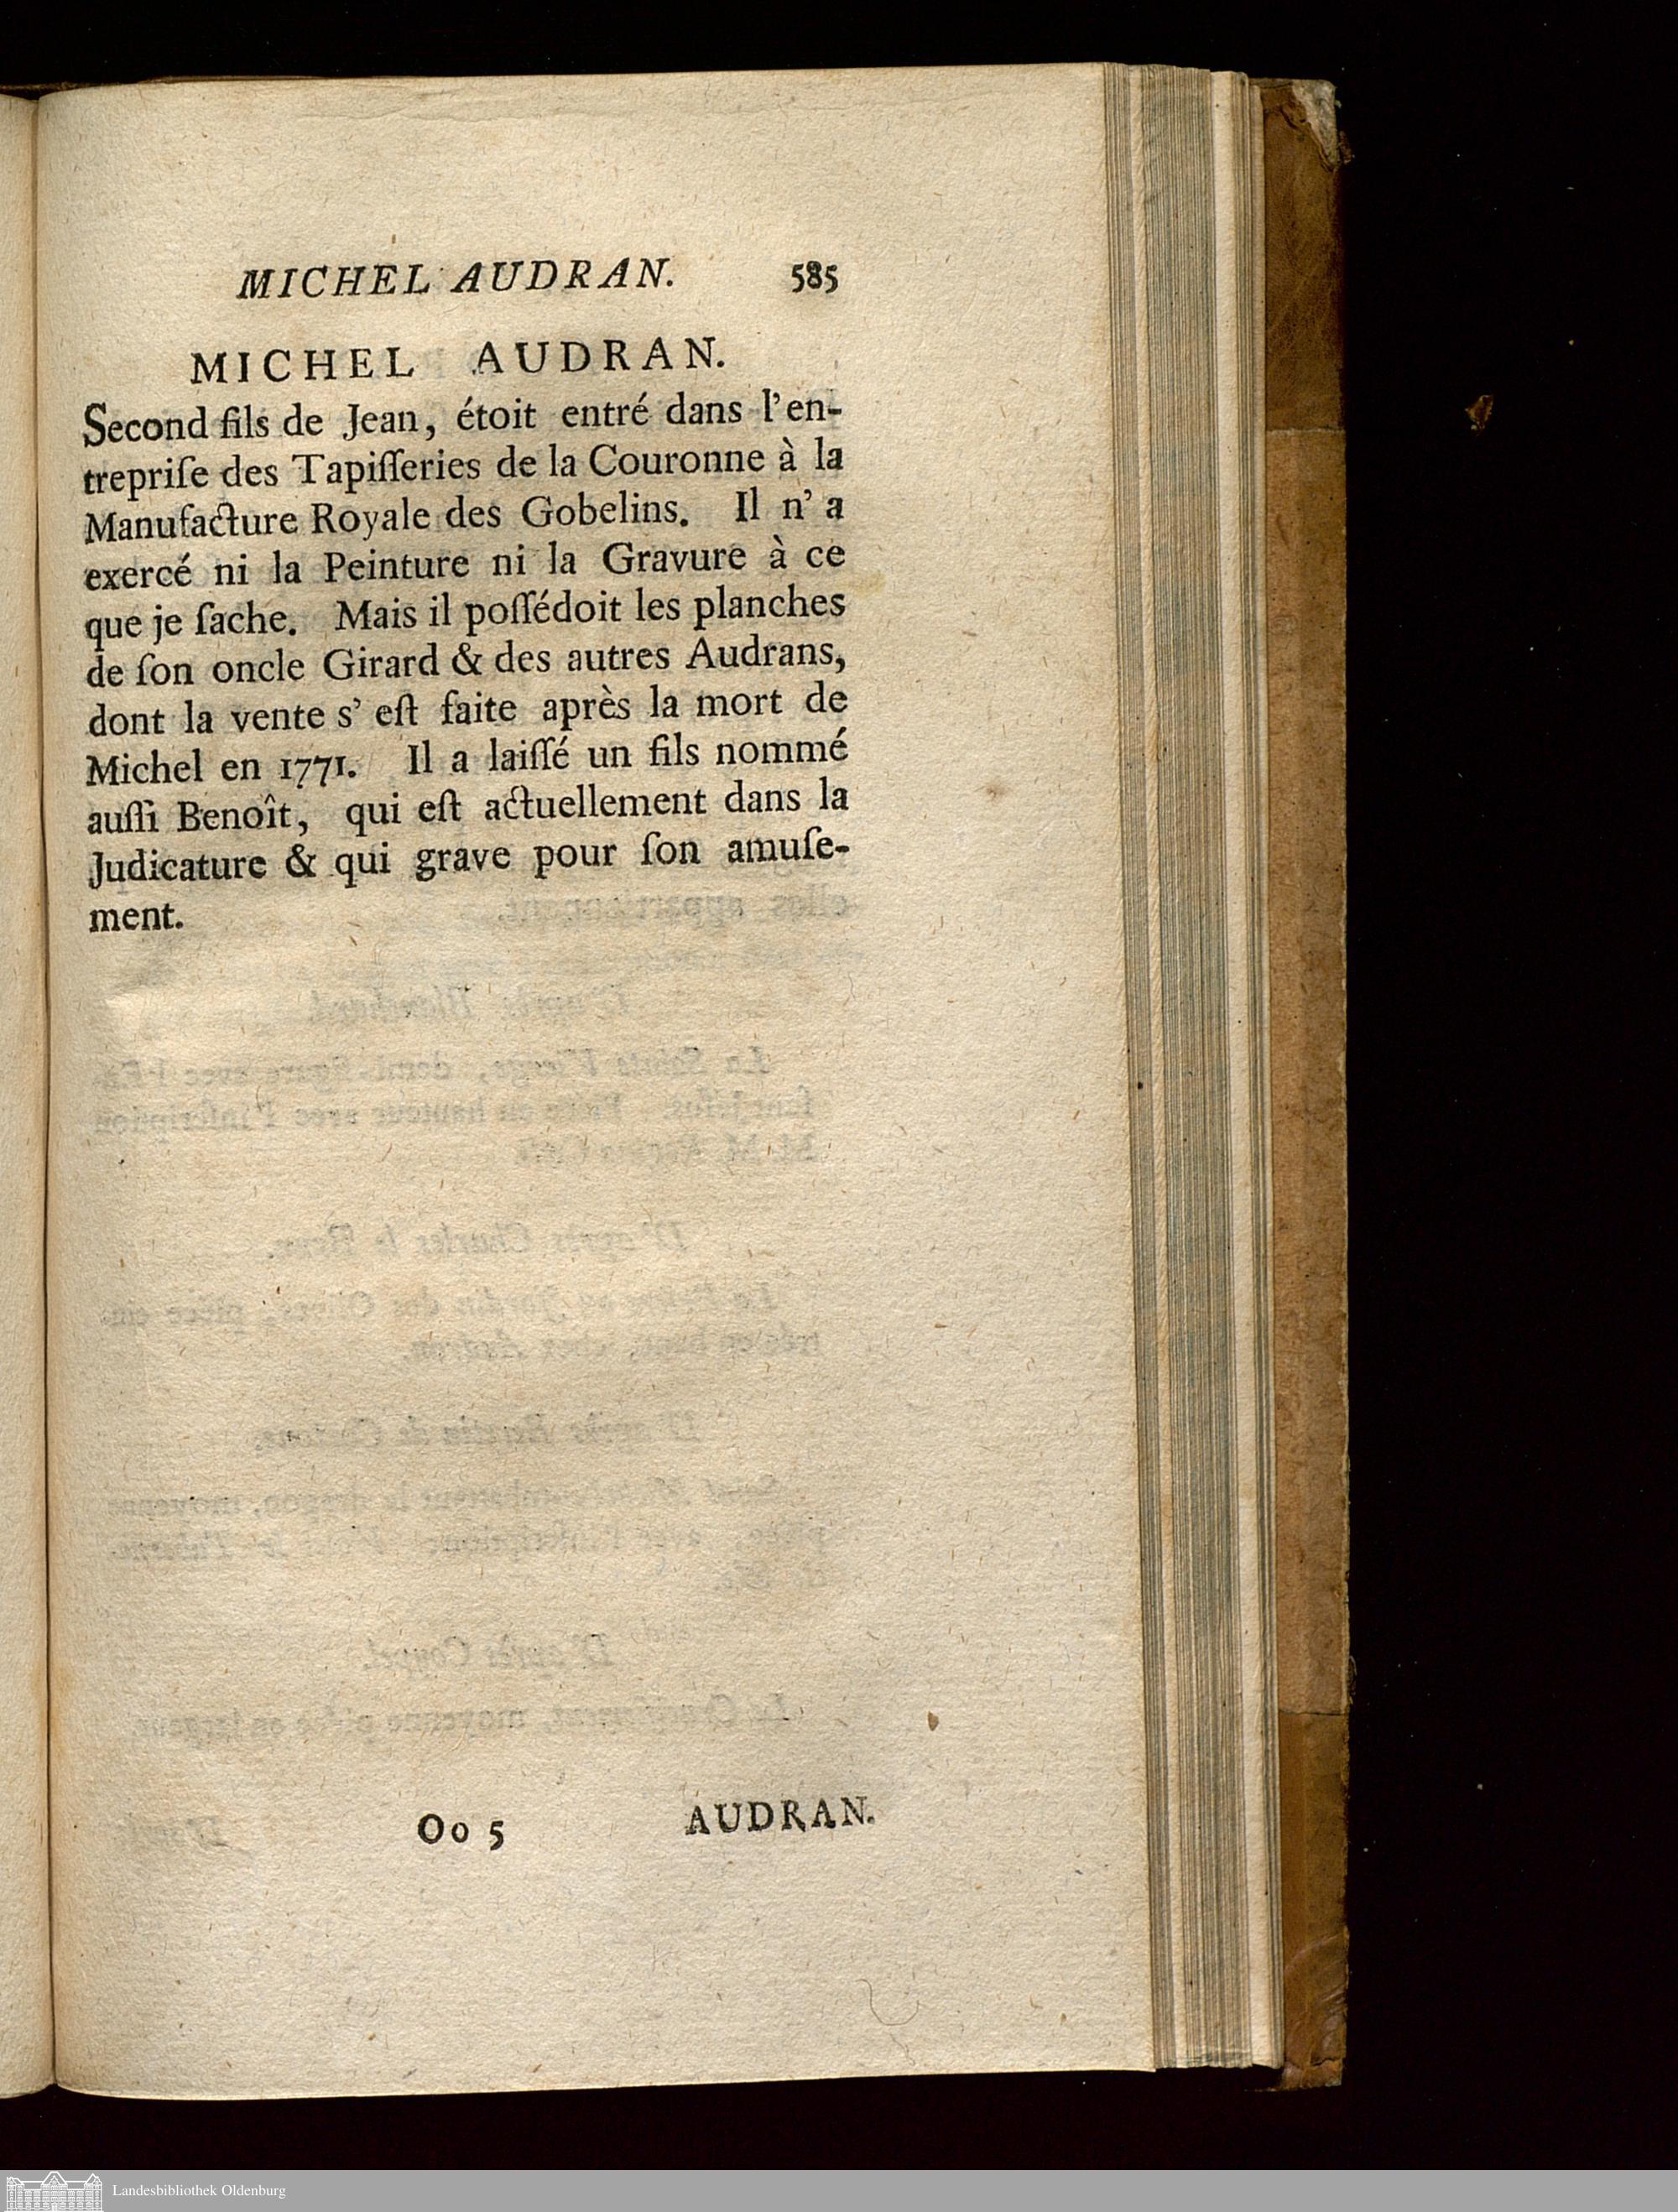 MICHEL AUDRAN. 585
MICHEL AUDRAN.
Second fils de Jean, étoit entré dans l'en-
trepriſe des Tapiſſeries de la Couronne à la
Manufacture Royale des Gobelins. Il n' a
exercé ni la Peinture ni la Gravure à ce
que je ſache. Mais il poſſédoit les planches
de ſon oncle Girard & des autres Audrans,
dont la vente s' eſt faite après la mort de
Michel en 1771. Il a laiſſé un fils nommé
auſſi Benoît, qui eſt actuellement dans la
Judicature & qui grave pour ſon amuſe-
ment.
Oo 5 AUDRAN.
Landesbibliothek Oldenburg